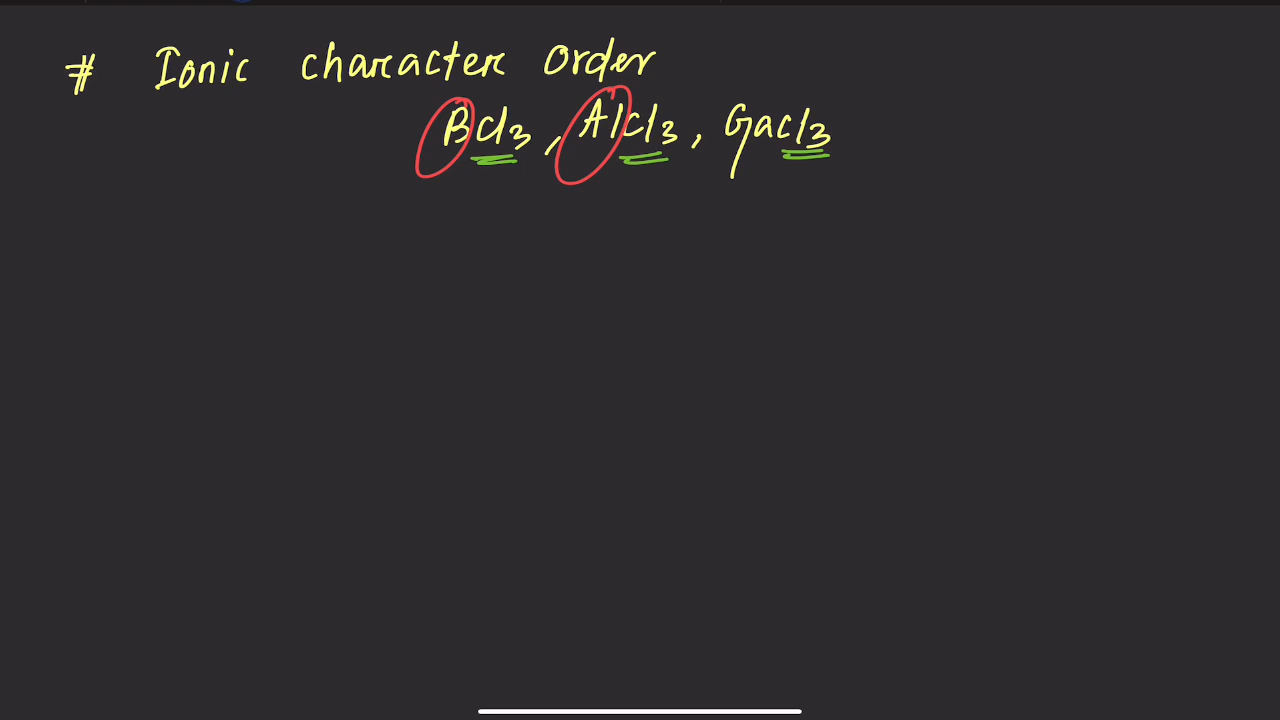 # Ionic character order
BCl3, AlCl3, GaCl3